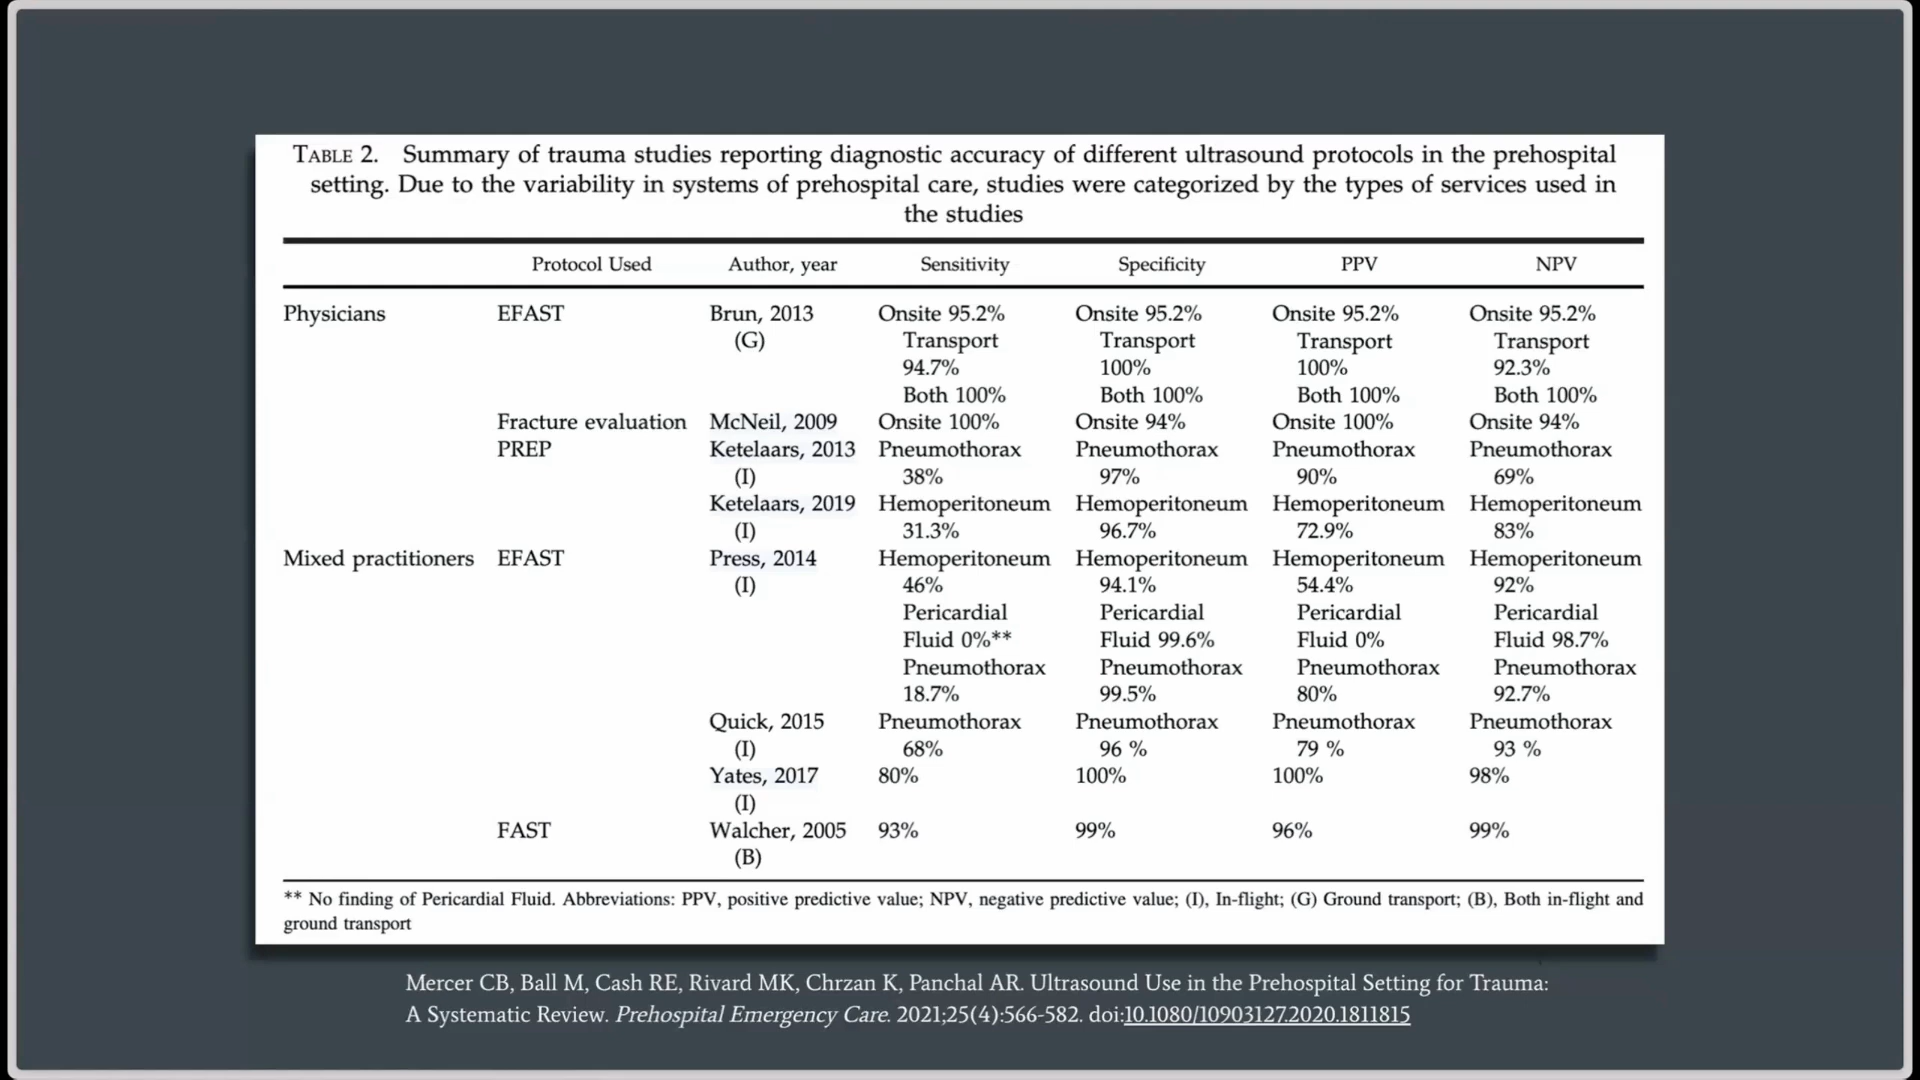 TABLE 2. Summary of trauma studies reporting diagnostic accuracy of different ultrasound protocols in the prehospital
setting. Due to the variability in systems of prehospital care, studies were categorized by the types of services used in
the studies
Protocol Used Author, year Sensitivity Specificity PPV NPV
Physicians EFAST Brun, 2013 Onsite 95.2% Onsite 95.2% Onsite 95.2% Onsite 95.2%
(G) Transport Transport Transport Transport
94.7% 100% 100% 92.3%
Both 100% Both 100% Both 100% Both 100%
Fracture evaluation McNeil, 2009 Onsite 100% Onsite 94% Onsite 100% Onsite 94%
PREP Ketelaars, 2013 Pneumothorax Pneumothorax Pneumothorax Pneumothorax
(I) 38% 97% 90% 69%
Ketelaars, 2019 Hemoperitoneum Hemoperitoneum Hemoperitoneum Hemoperitoneum
(I) 31.3% 96.7% 72.9% 83%
Mixed practitioners EFAST Press, 2014 Hemoperitoneum Hemoperitoneum Hemoperitoneum Hemoperitoneum
(I) 46% 94.1% 54.4% 92%
Pericardial Pericardial Pericardial Pericardial
Fluid 0%** Fluid 99.6% Fluid 0% Fluid 98.7%
Pneumothorax Pneumothorax Pneumothorax Pneumothorax
18.7% 99.5% 80% 92.7%
Quick, 2015 Pneumothorax Pneumothorax Pneumothorax Pneumothorax
(I) 68% 96 % 79 % 93 %
Yates, 2017 80% 100% 100% 98%
(I)
FAST Walcher, 2005 93% 99% 96% 99%
(B)
** No finding of Pericardial Fluid. Abbreviations: PPV, positive predictive value; NPV, negative predictive value; (I), In-flight; (G) Ground transport; (B), Both in-flight and
ground transport
Mercer CB, Ball M, Cash RE, Rivard MK, Chrzan K, Panchal AR. Ultrasound Use in the Prehospital Setting for Trauma:
A Systematic Review. Prehospital Emergency Care. 2021;25(4):566-582. doi:10.1080/10903127.2020.1811815